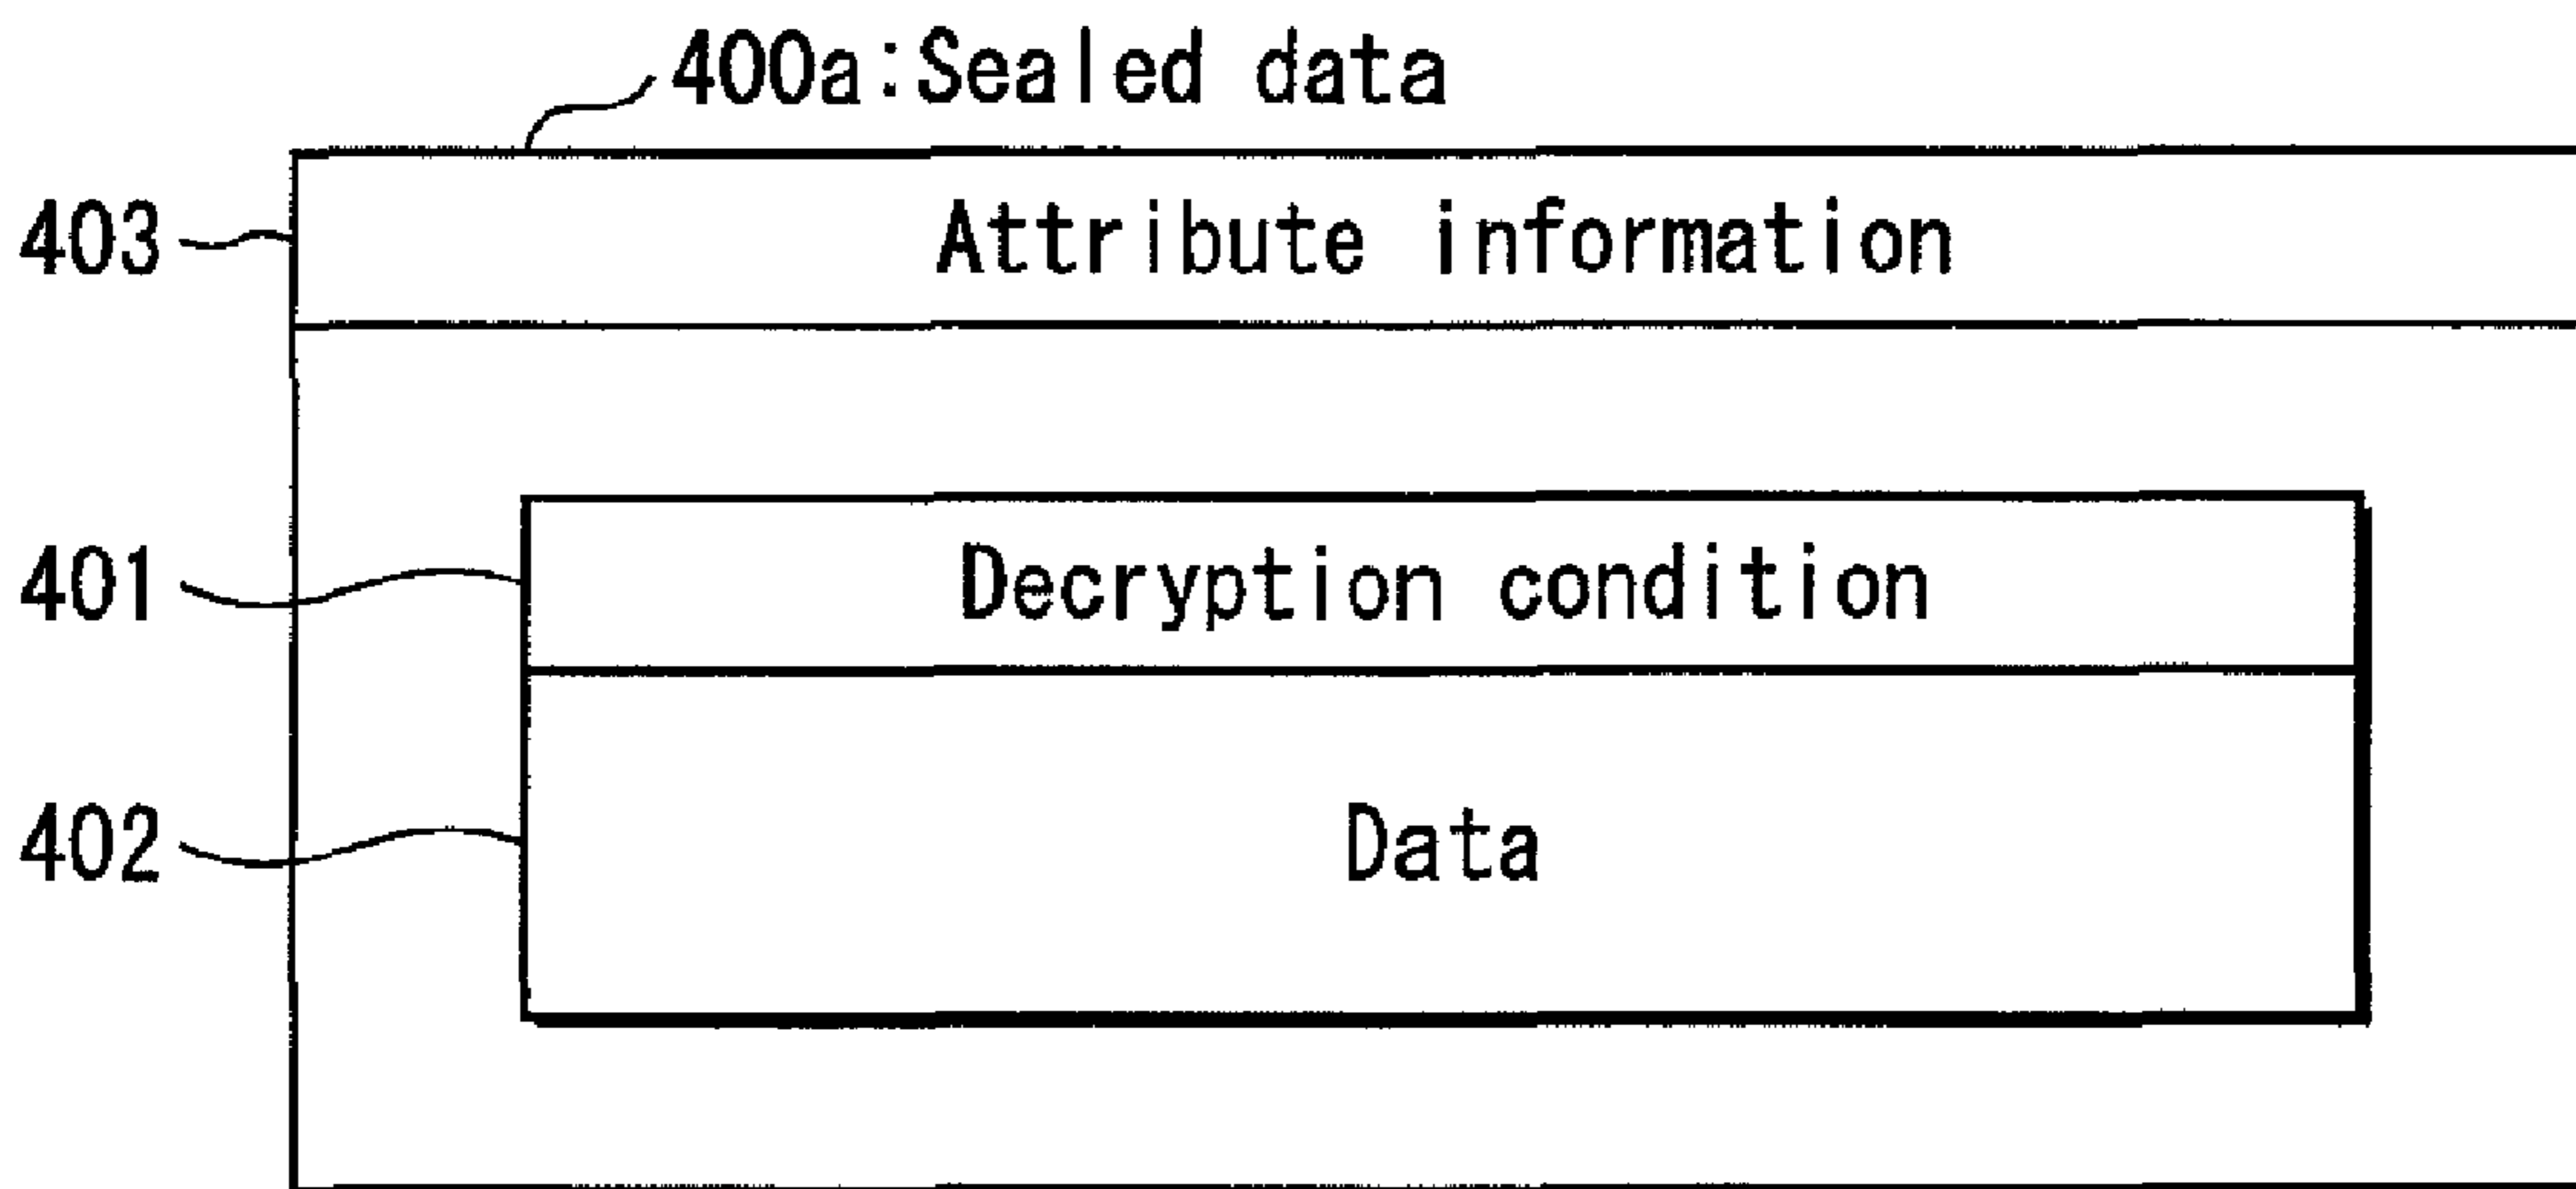 400a:Sealed data
403 Attribute information
401 Decryption condition
402 Data